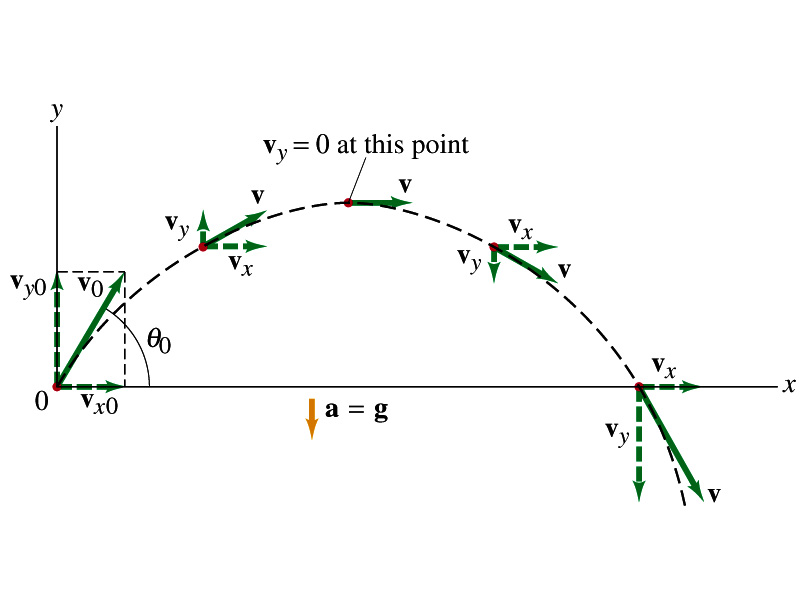 y
v_y = 0 at this point
v
v
v_y
v_x
v_x
v_y
v
v_y0
v_0
θ_0
v_x
x
0
v_x0
a = g
v_y
v